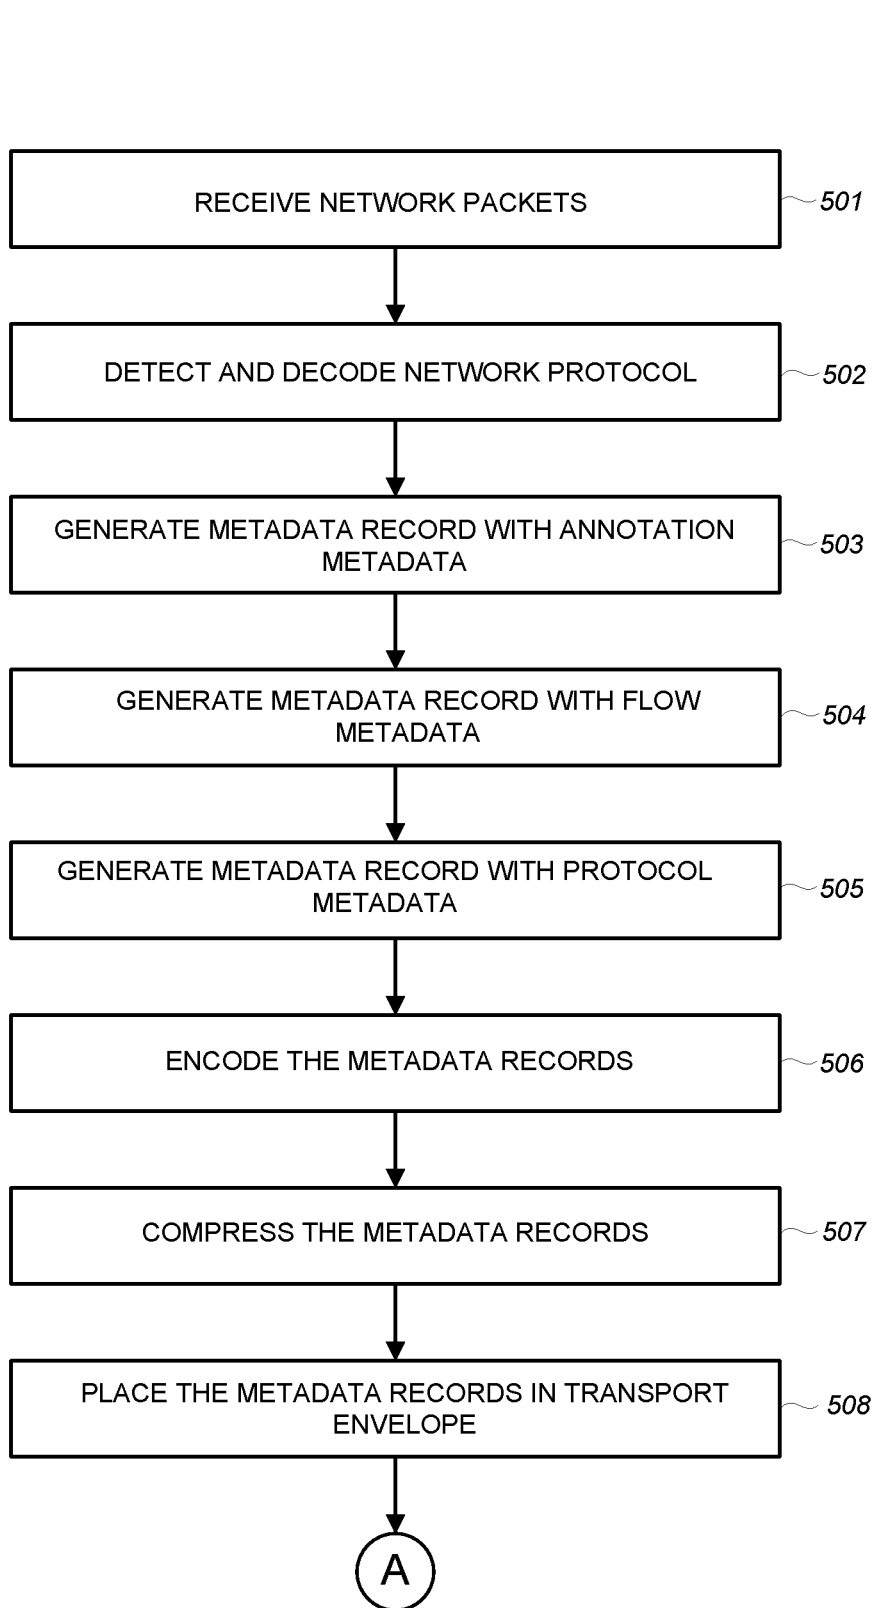 RECEIVE NETWORK PACKETS
501
DETECT AND DECODE NETWORK PROTOCOL
502
GENERATE METADATA RECORD WITH ANNOTATION
METADATA
503
GENERATE METADATA RECORD WITH FLOW
METADATA
504
GENERATE METADATA RECORD WITH PROTOCOL
METADATA
505
ENCODE THE METADATA RECORDS
506
COMPRESS THE METADATA RECORDS
507
PLACE THE METADATA RECORDS IN TRANSPORT
ENVELOPE
508
A